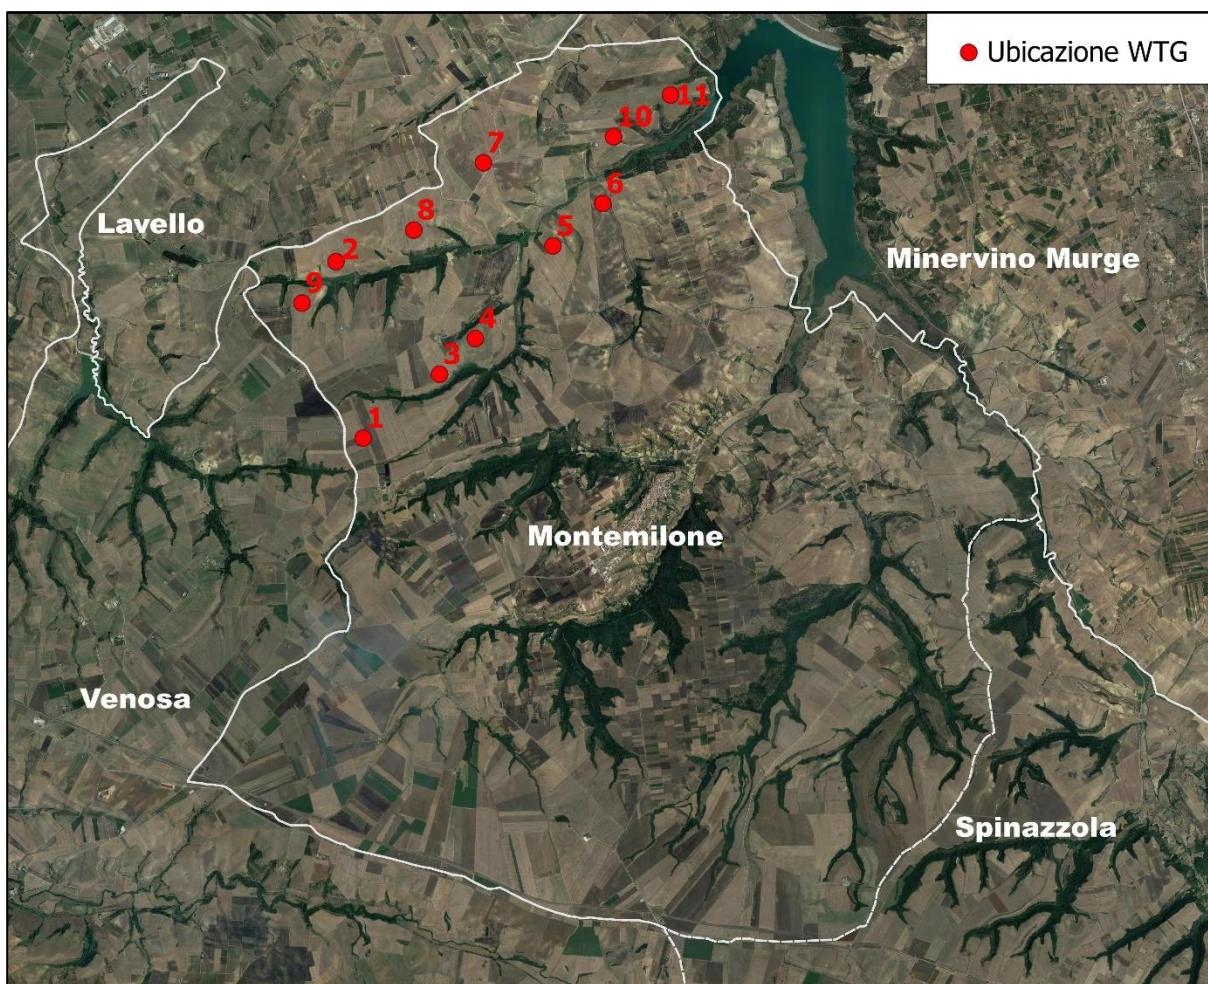 Ubicazione WTG
11
10
7
6
Lavello
8
5
2
Minervino Murge
9
4
3
1
Montemilone
Venosa
Spinazzola